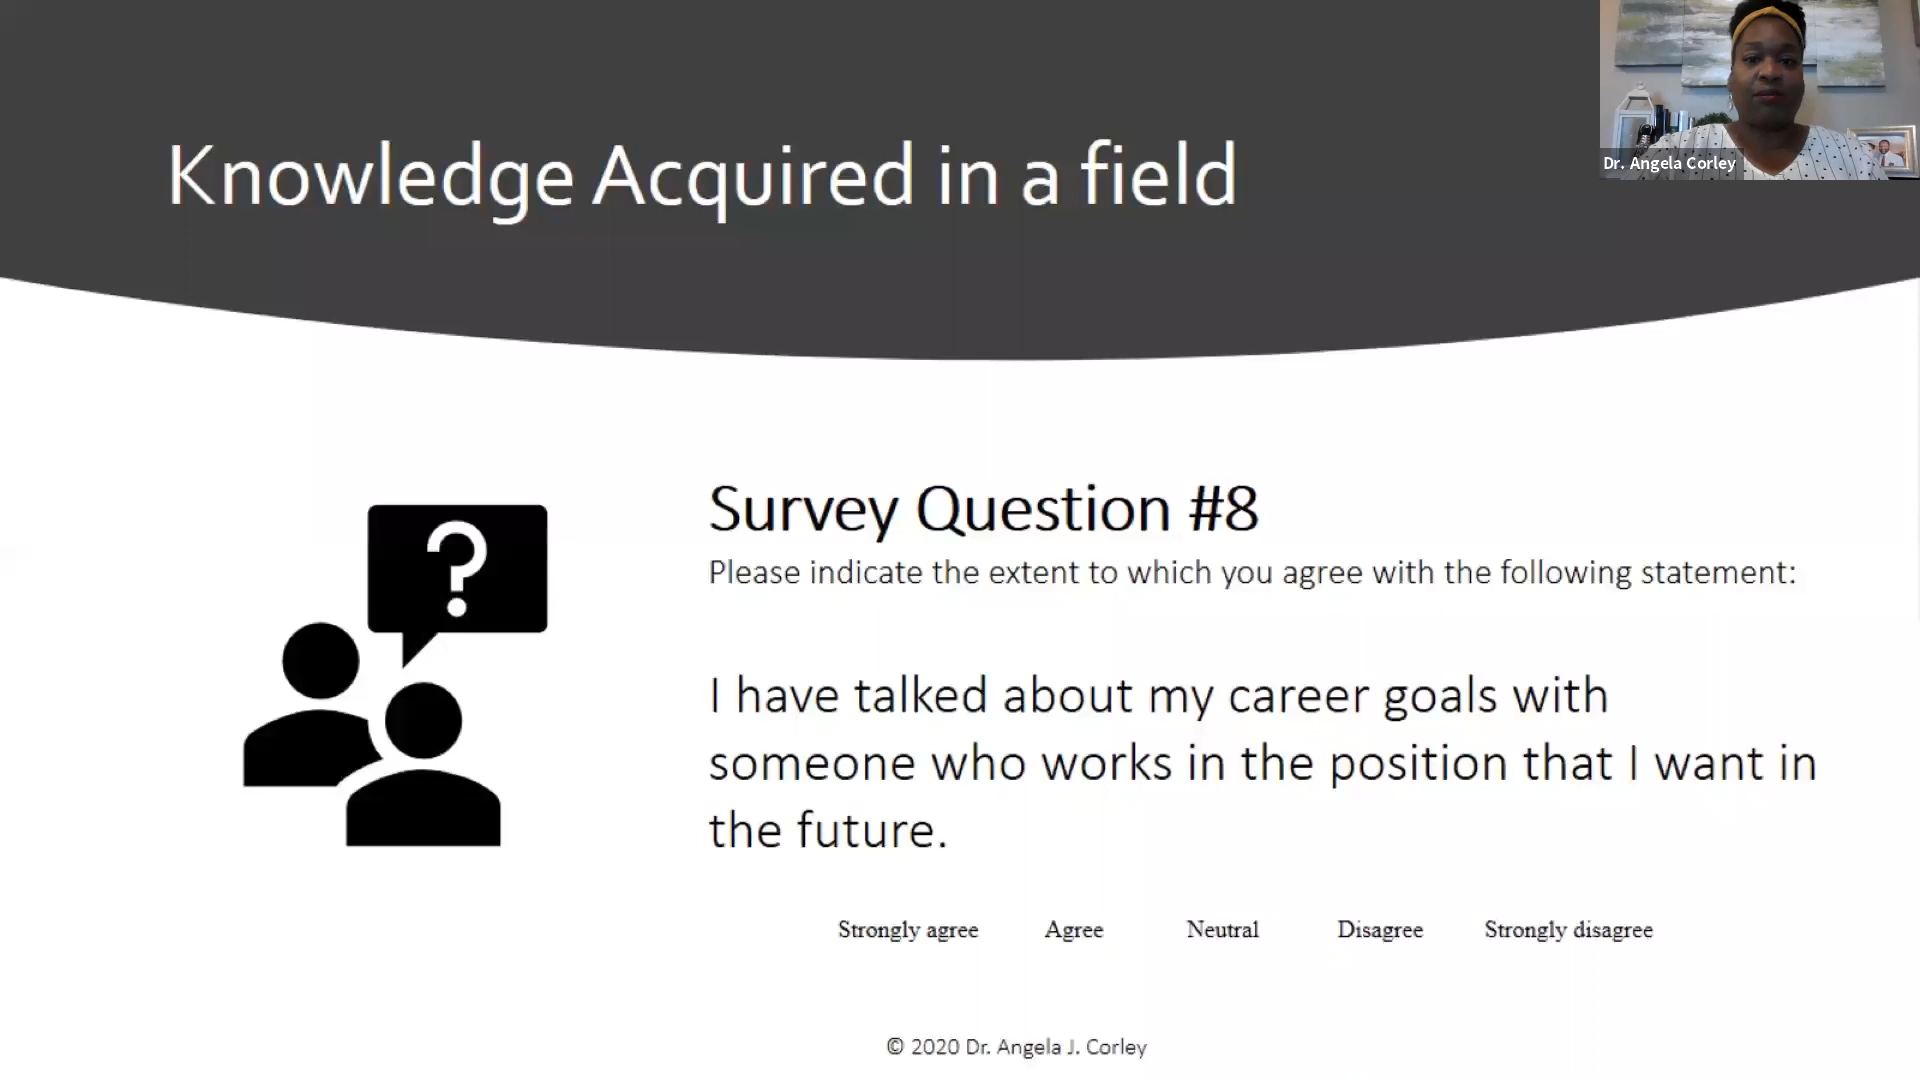 Knowledge Acquired in a field
Dr. Angela Corley
?
Survey Question #8
Please indicate the extent to which you agree with the following statement:
I have talked about my career goals with
someone who works in the position that I want in
the future.
Strongly agree Agree Neutral Disagree Strongly disagree
© 2020 Dr. Angela J. Corley